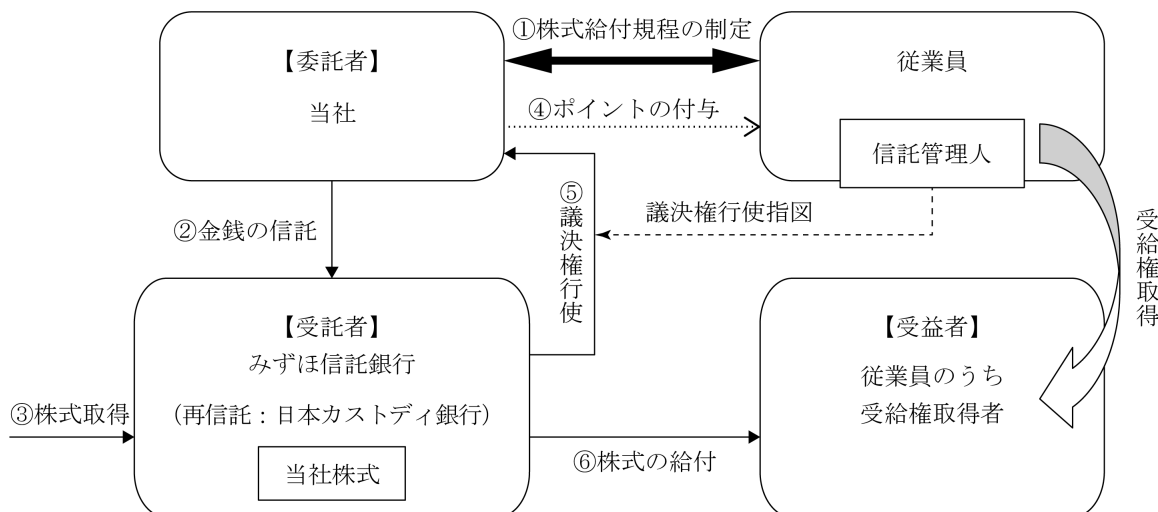 ①株式給付規程の制定
【委託者】
当社
従業員
④ポイントの付与
信託管理人
②金銭の信託
⑤議決権行使
議決権行使指図
受給権取得
【受託者】
みずほ信託銀行
(再信託:日本カストディ銀行)
当社株式
③株式取得
⑥株式の給付
【受益者】
従業員のうち
受給権取得者